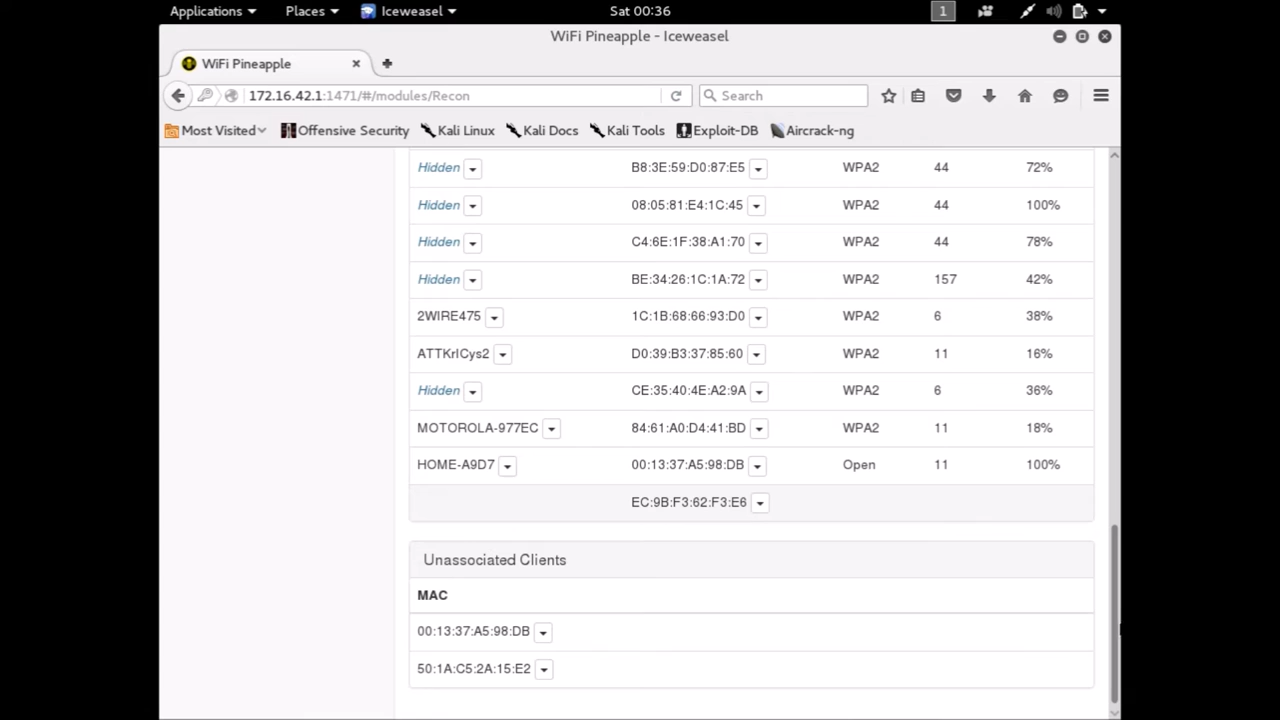 Applications Places Iceweasel Sat 00:36 1
WiFi Pineapple - Iceweasel
WiFi Pineapple
172.16.42.1:1471/#/modules/Recon Search
Most Visited Offensive Security Kali Linux Kali Docs Kali Tools Exploit-DB Aircrack-ng
Hidden B8:3E:59:D0:87:E5 WPA2 44 72%
Hidden 08:05:81:E4:1C:45 WPA2 44 100%
Hidden C4:6E:1F:38:A1:70 WPA2 44 78%
Hidden BE:34:26:1C:1A:72 WPA2 157 42%
2WIRE475 1C:1B:68:66:93:D0 WPA2 6 38%
ATTKrICys2 D0:39:B3:37:85:60 WPA2 11 16%
Hidden CE:35:40:4E:A2:9A WPA2 6 36%
MOTOROLA-977EC 84:61:A0:D4:41:BD WPA2 11 18%
HOME-A9D7 00:13:37:A5:98:DB Open 11 100%
EC:9B:F3:62:F3:E6
Unassociated Clients
MAC
00:13:37:A5:98:DB
50:1A:C5:2A:15:E2